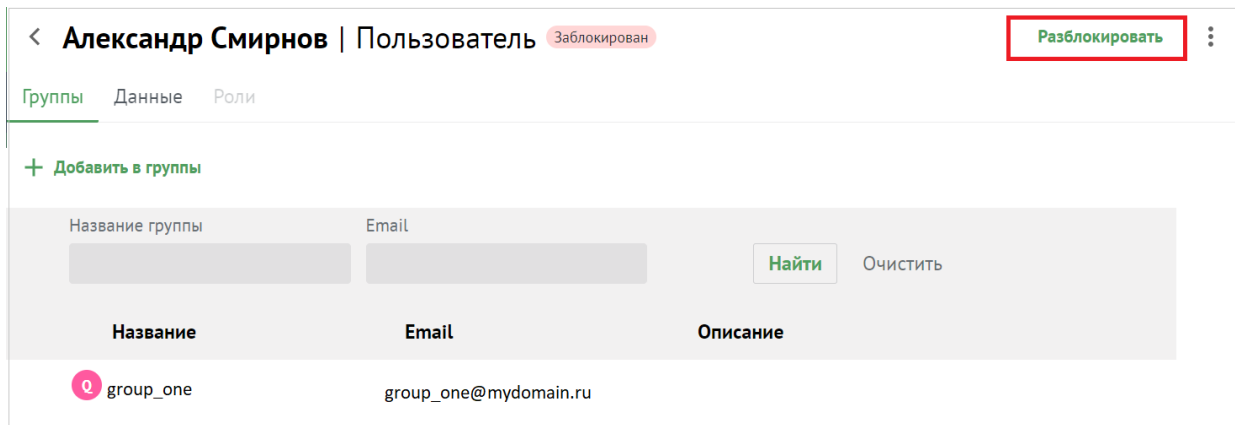 Александр Смирнов | Пользователь Заблокирован Разблокировать
Группы Данные Роли
+ Добавить в группы
Название группы Email
Найти Очистить
Название Email Описание
Q group_one group_one@mydomain.ru